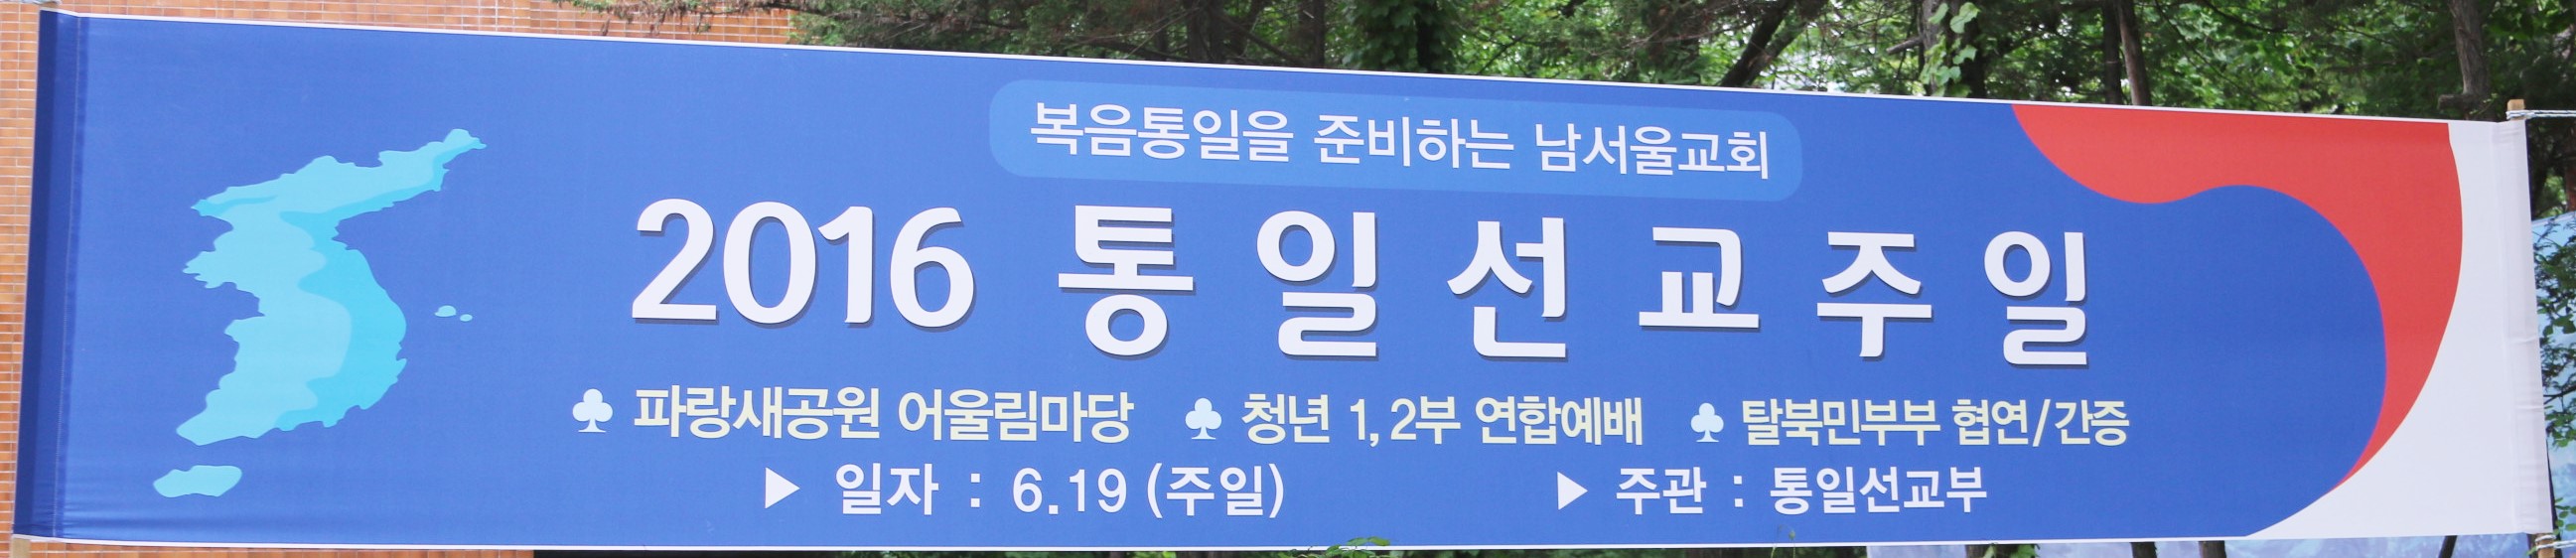 복음통일을 준비하는 남서울교회
2016 통일선교주일
♣ 파랑새공원 어울림마당 ♣ 청년 1, 2부 연합예배 ♣ 탈북민부부 협연/간증
▶ 일자 : 6.19 (주일) ▶ 주관 : 통일선교부